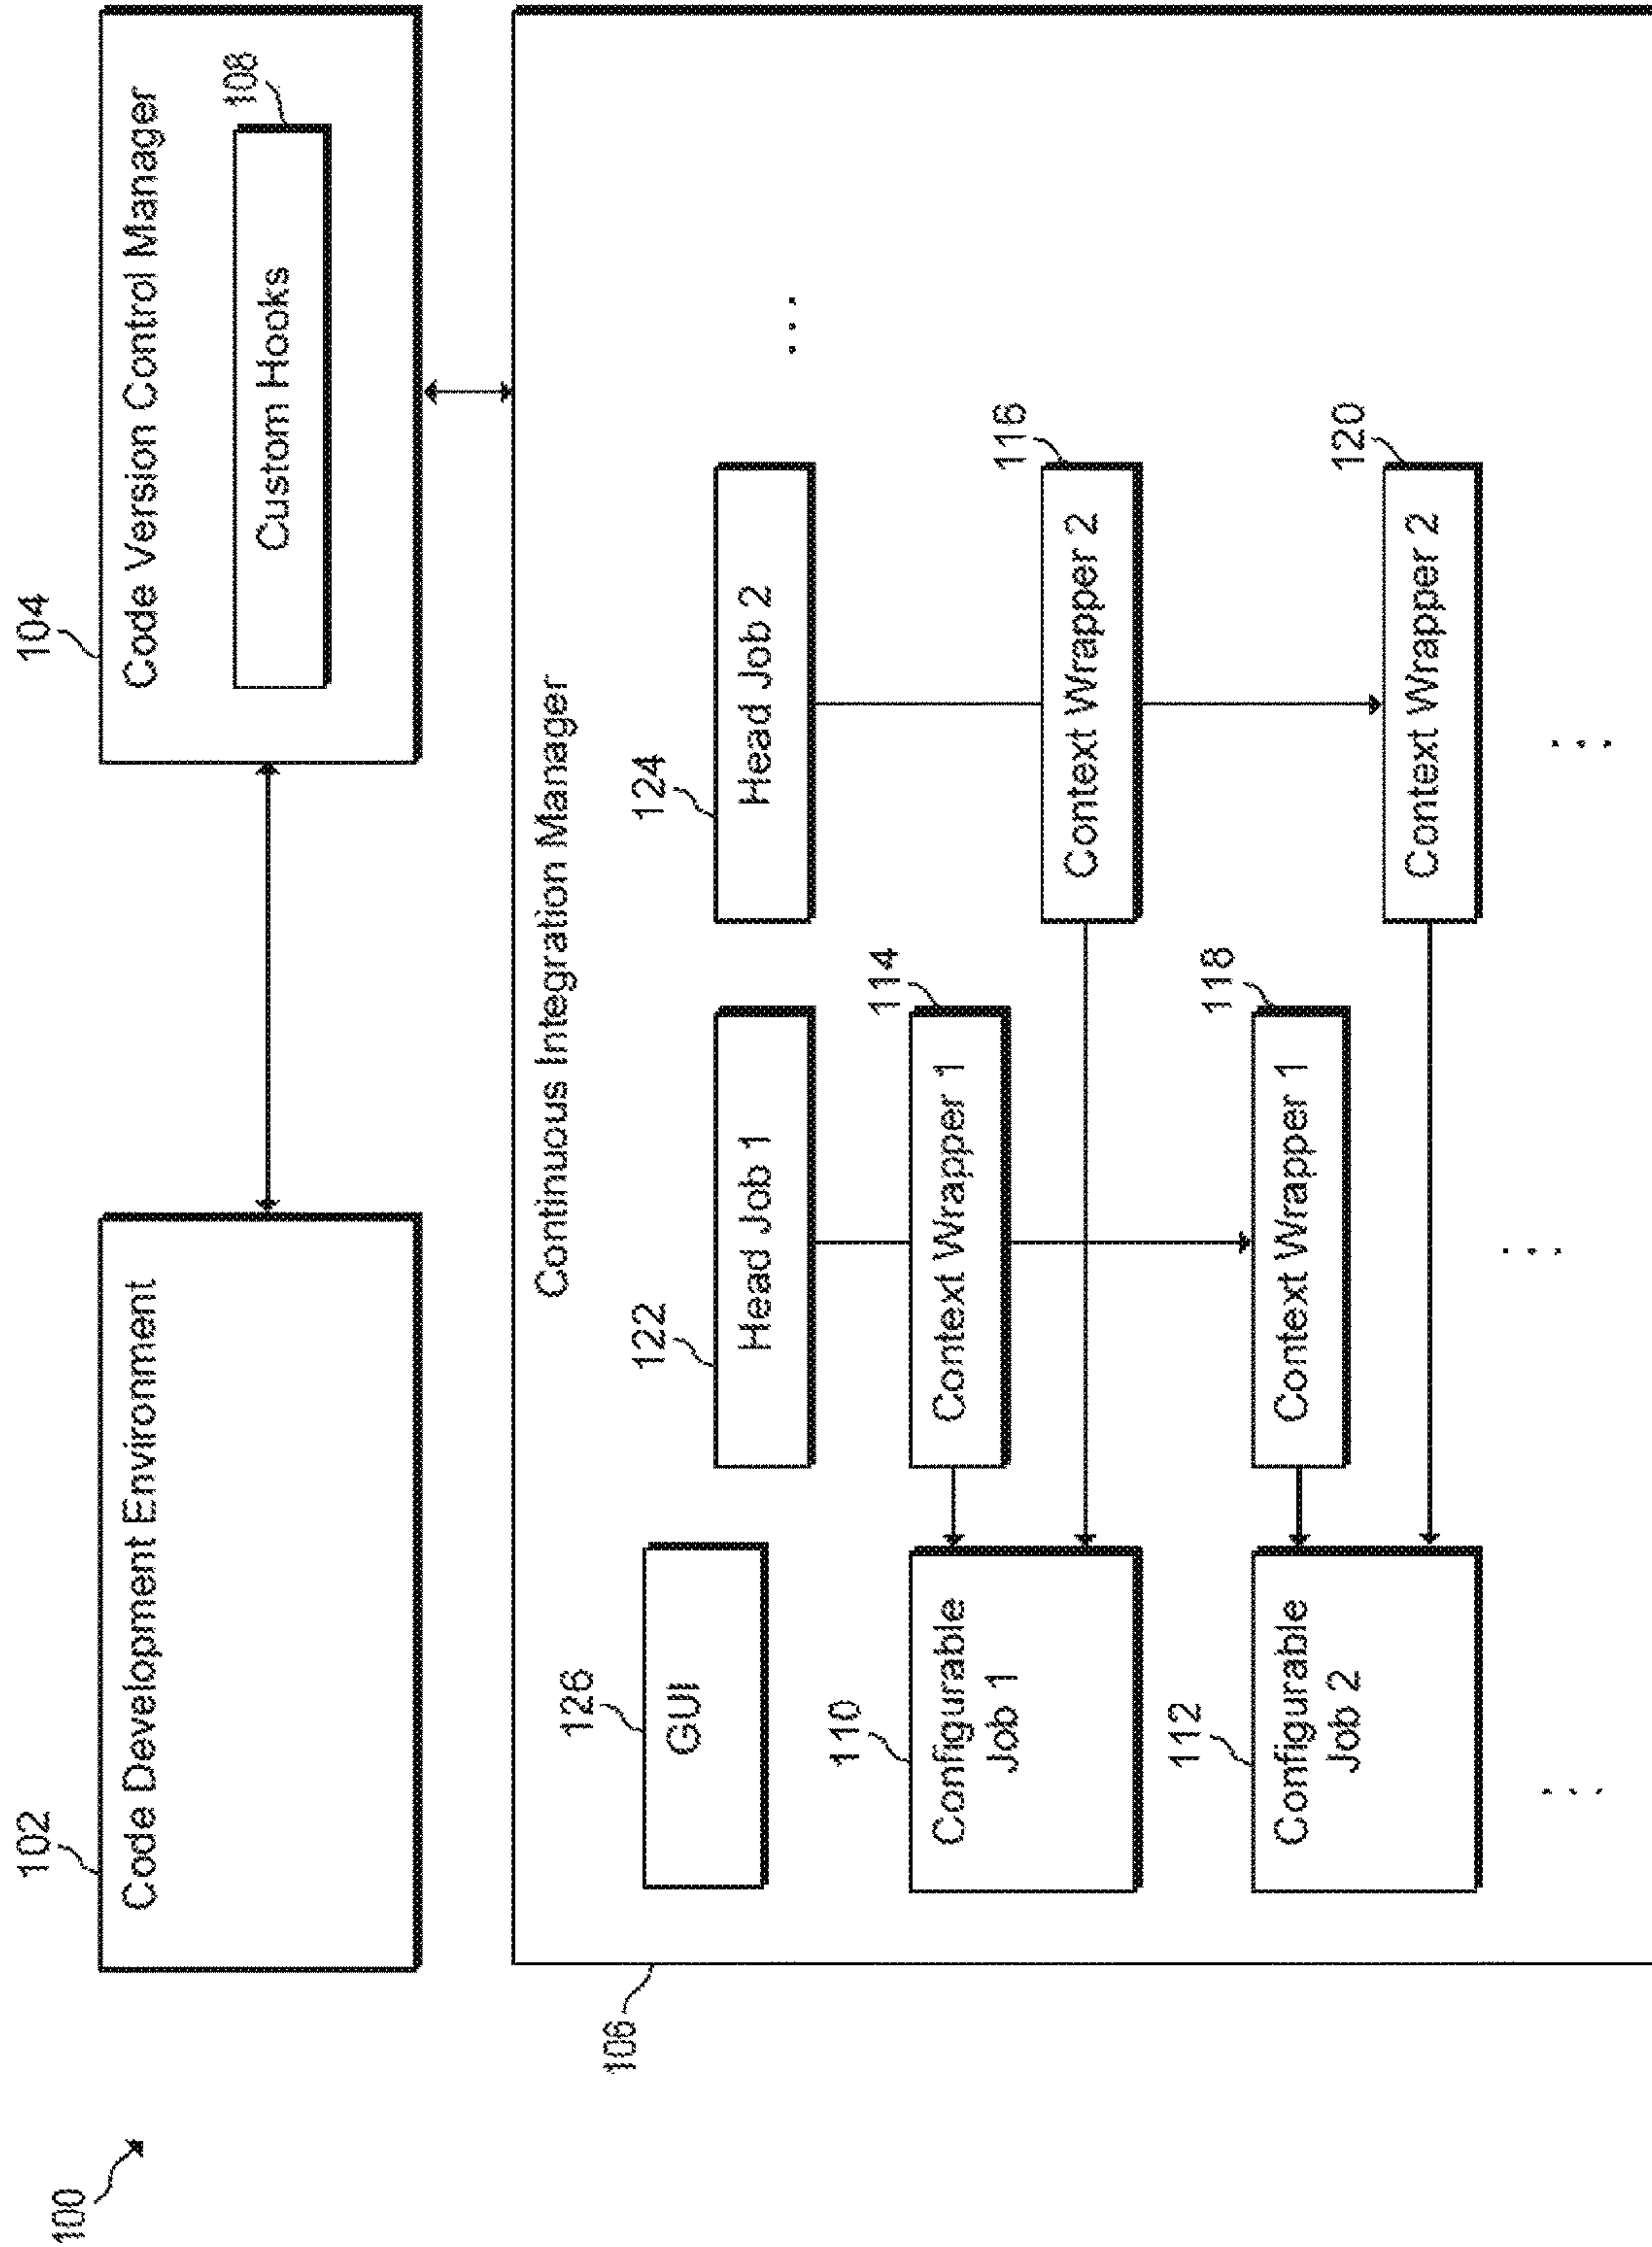 100
102
Code Development Environment
104
Code Version Control Manager
108
Custom Hooks
106
Continuous Integration Manager
126
GUI
122
Head Job 1
124
Head Job 2
. . .
110
Configurable
Job 1
114
Context Wrapper 1
116
Context Wrapper 2
112
Configurable
Job 2
118
Context Wrapper 1
120
Context Wrapper 2
. . .
. . .
. . .